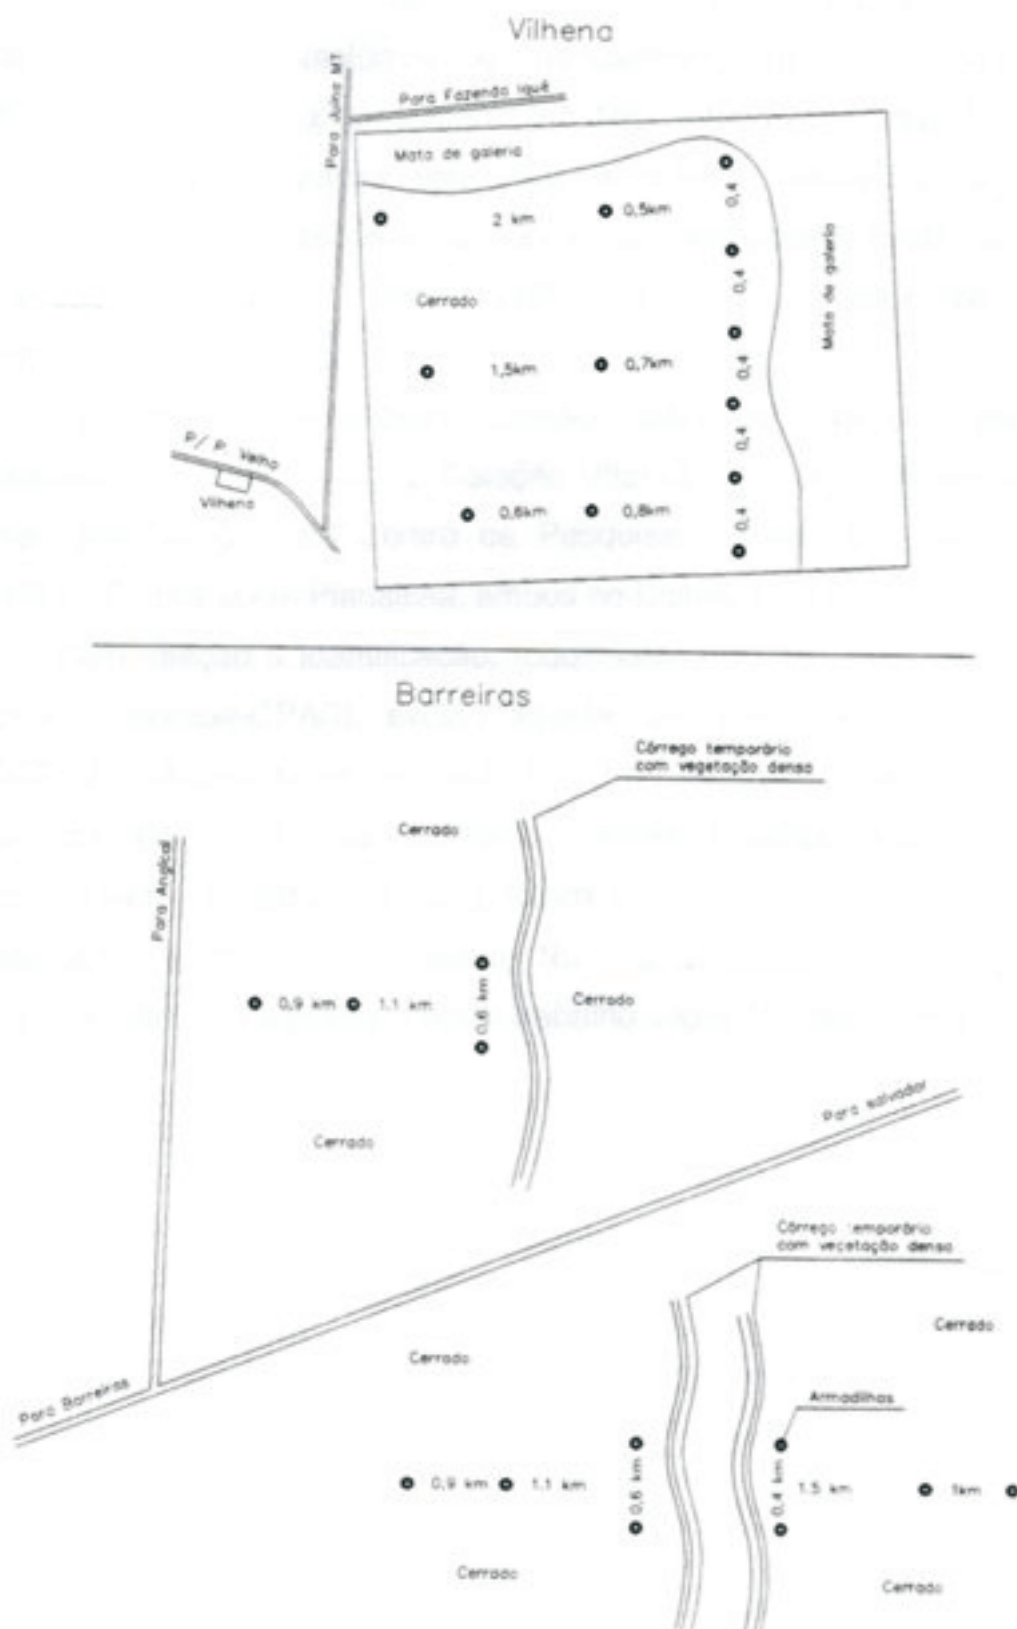 Vilhena
Para Juína MT
Para Fazenda Iquê
Mata de galeria
0,4
2 km
0,5km
0,4
Mata de galeria
Cerrado
1,5km
0,7km
0,4
0,4
P/ P. Velho
Vilhena
0,6km
0,8km
0,4
Barreiras
Córrego temporário
com vegetação densa
Cerrado
Para Angical
0,9 km
1.1 km
0,6 km
Cerrado
Cerrado
Para salvador
Córrego temporário
com vegetação densa
Cerrado
Cerrado
Para Barreiras
Armadilhas
0,9 km
1.1 km
0,6 km
0,4 km
1.5 km
1km
Cerrado
Cerrado